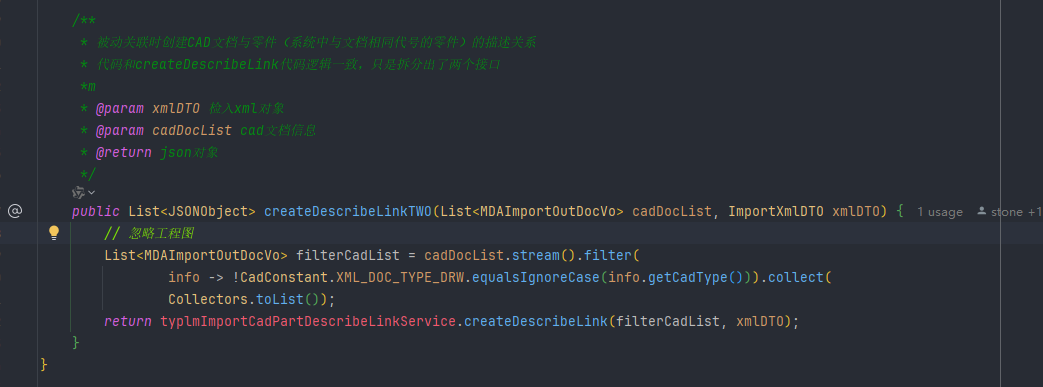 /**
* 被动关联时创建CAD文档与零件（系统中与文档相同代号的零件）的描述关系
* 代码和createDescribeLink代码逻辑一致，只是拆分出了两个接口
*m
* @param xmlDTO 检入xml对象
* @param cadDocList cad文档信息
* @return json对象
*/
public List<JSONObject> createDescribeLinkTWO(List<MDAImportOutDocVo> cadDocList, ImportXmlDTO xmlDTO) { 1 usage stone +1
// 忽略工程图
List<MDAImportOutDocVo> filterCadList = cadDocList.stream().filter(
info -> !CadConstant.XML_DOC_TYPE_DRW.equalsIgnoreCase(info.getCadType())).collect(
Collectors.toList());
return typlmImportCadPartDescribeLinkService.createDescribeLink(filterCadList, xmlDTO);
}
}